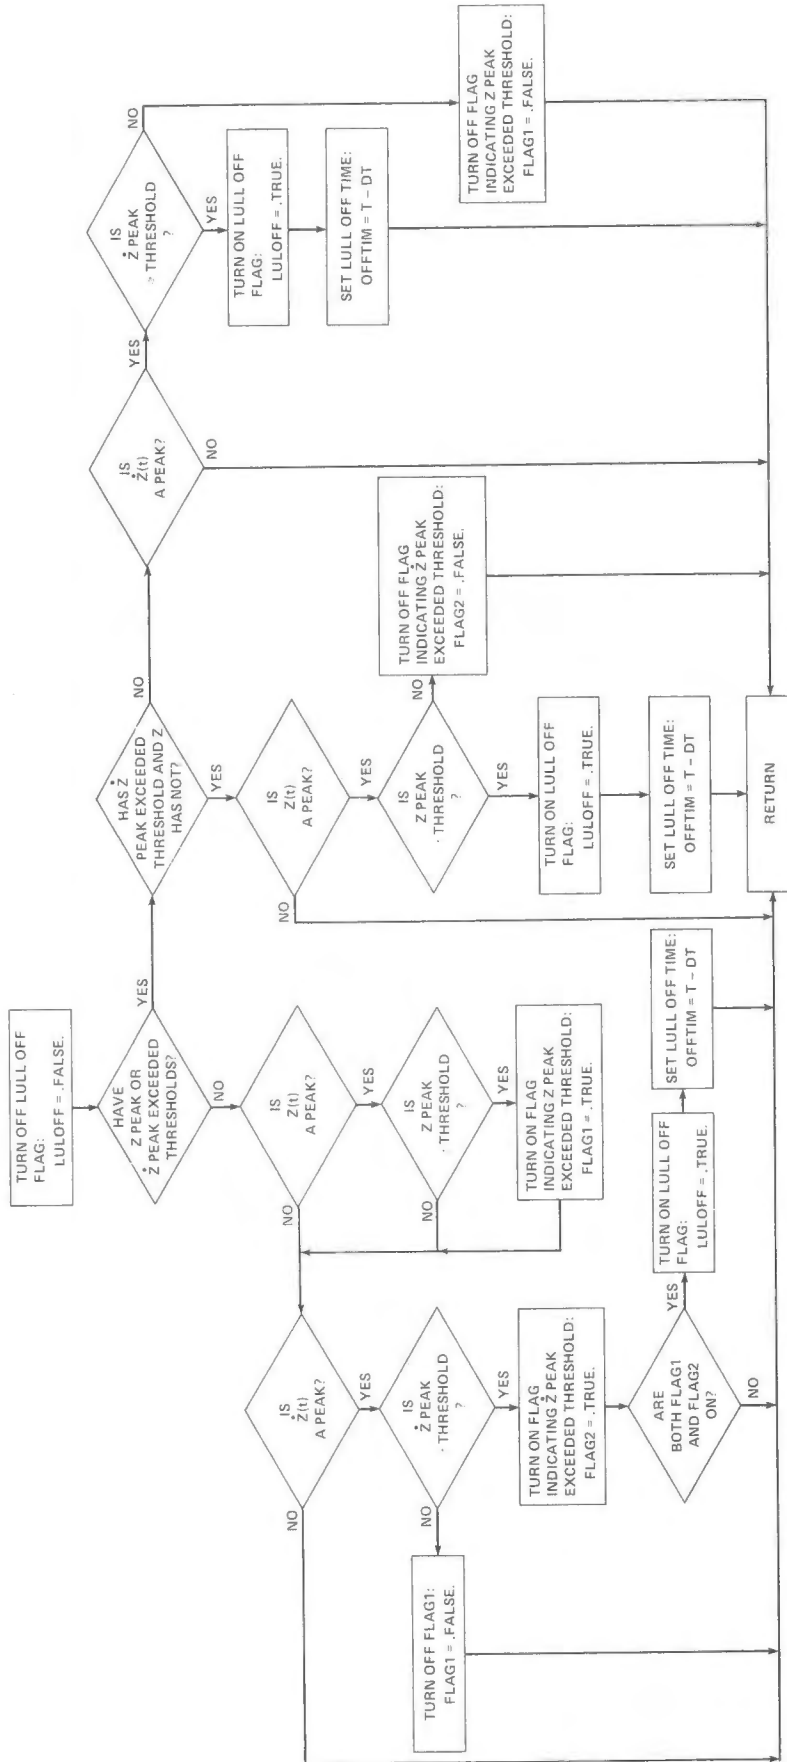 TURN OFF LULL OFF
FLAG:
LULOFF = .FALSE.
HAVE
Z PEAK OR
Ż PEAK EXCEEDED
THRESHOLDS?
YES
NO
HAS Ż
PEAK EXCEEDED
THRESHOLD AND Z
HAS NOT?
NO
YES
IS
Ż(t)
A PEAK?
YES
NO
IS
Ż PEAK
THRESHOLD
?
NO
YES
TURN ON LULL OFF
FLAG:
LULOFF = .TRUE.
SET LULL OFF TIME:
OFFTIM = T – DT
TURN OFF FLAG
INDICATING Z PEAK
EXCEEDED THRESHOLD:
FLAG1 = .FALSE.
IS
Z(t)
A PEAK?
NO
YES
IS
Z PEAK
THRESHOLD
?
NO
YES
TURN OFF FLAG
INDICATING Ż PEAK
EXCEEDED THRESHOLD:
FLAG2 = .FALSE.
TURN ON LULL OFF
FLAG:
LULOFF = .TRUE.
SET LULL OFF TIME:
OFFTIM = T – DT
RETURN
IS
Z(t)
A PEAK?
NO
YES
IS
Z PEAK
THRESHOLD
?
NO
YES
TURN ON FLAG
INDICATING Z PEAK
EXCEEDED THRESHOLD:
FLAG1 = .TRUE.
IS
Ż(t)
A PEAK?
NO
YES
IS
Ż PEAK
THRESHOLD
?
NO
YES
TURN OFF FLAG1:
FLAG1 = .FALSE.
TURN ON FLAG
INDICATING Ż PEAK
EXCEEDED THRESHOLD:
FLAG2 = .TRUE.
ARE
BOTH FLAG1
AND FLAG2
ON?
YES
NO
TURN ON LULL OFF
FLAG:
LULOFF = .TRUE.
SET LULL OFF TIME:
OFFTIM = T – DT